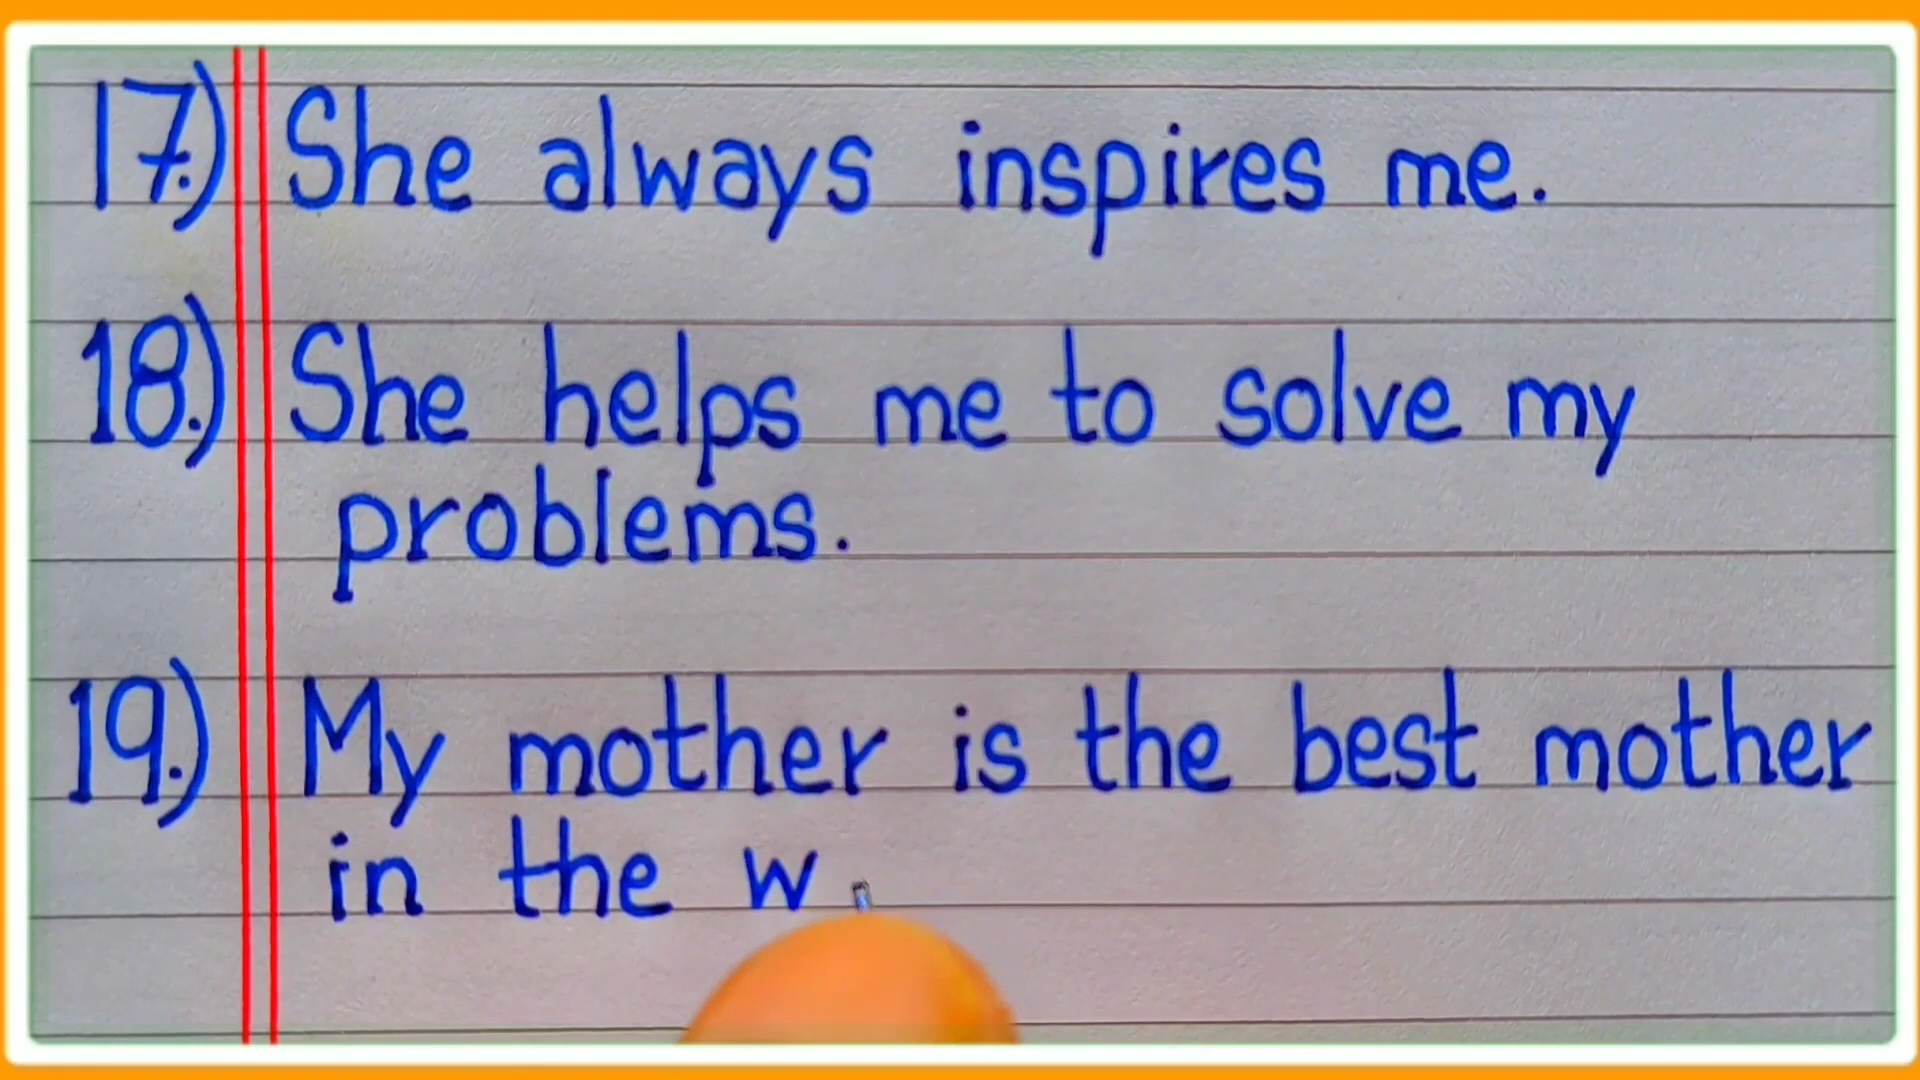 17.) She always inspires me.
18.) She helps me to solve my
problems.
19.) My mother is the best mother
in the w